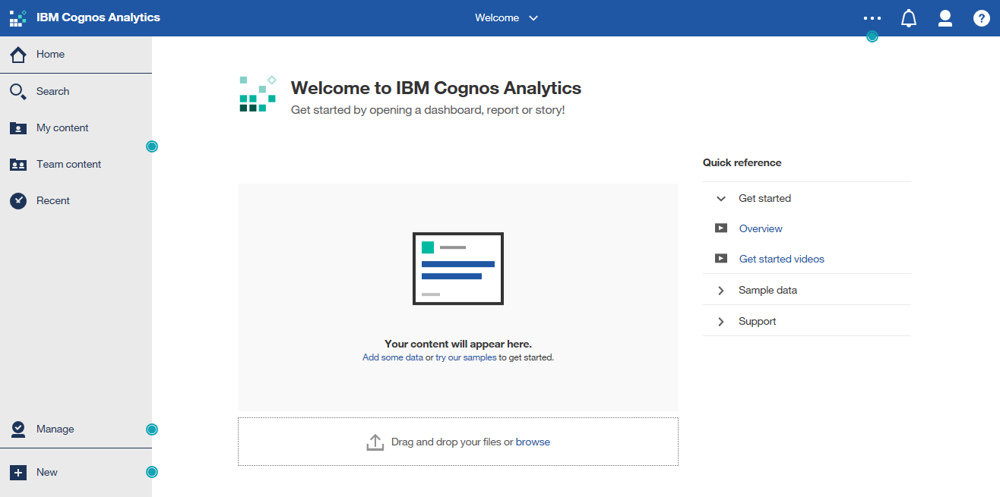 IBM Cognos Analytics
Welcome
?
Home
Search
My content
Team content
Recent
Manage
New
Welcome to IBM Cognos Analytics
Get started by opening a dashboard, report or story!
Your content will appear here.
Add some data or try our samples to get started.
Drag and drop your files or browse
Quick reference
Get started
Overview
Get started videos
Sample data
Support